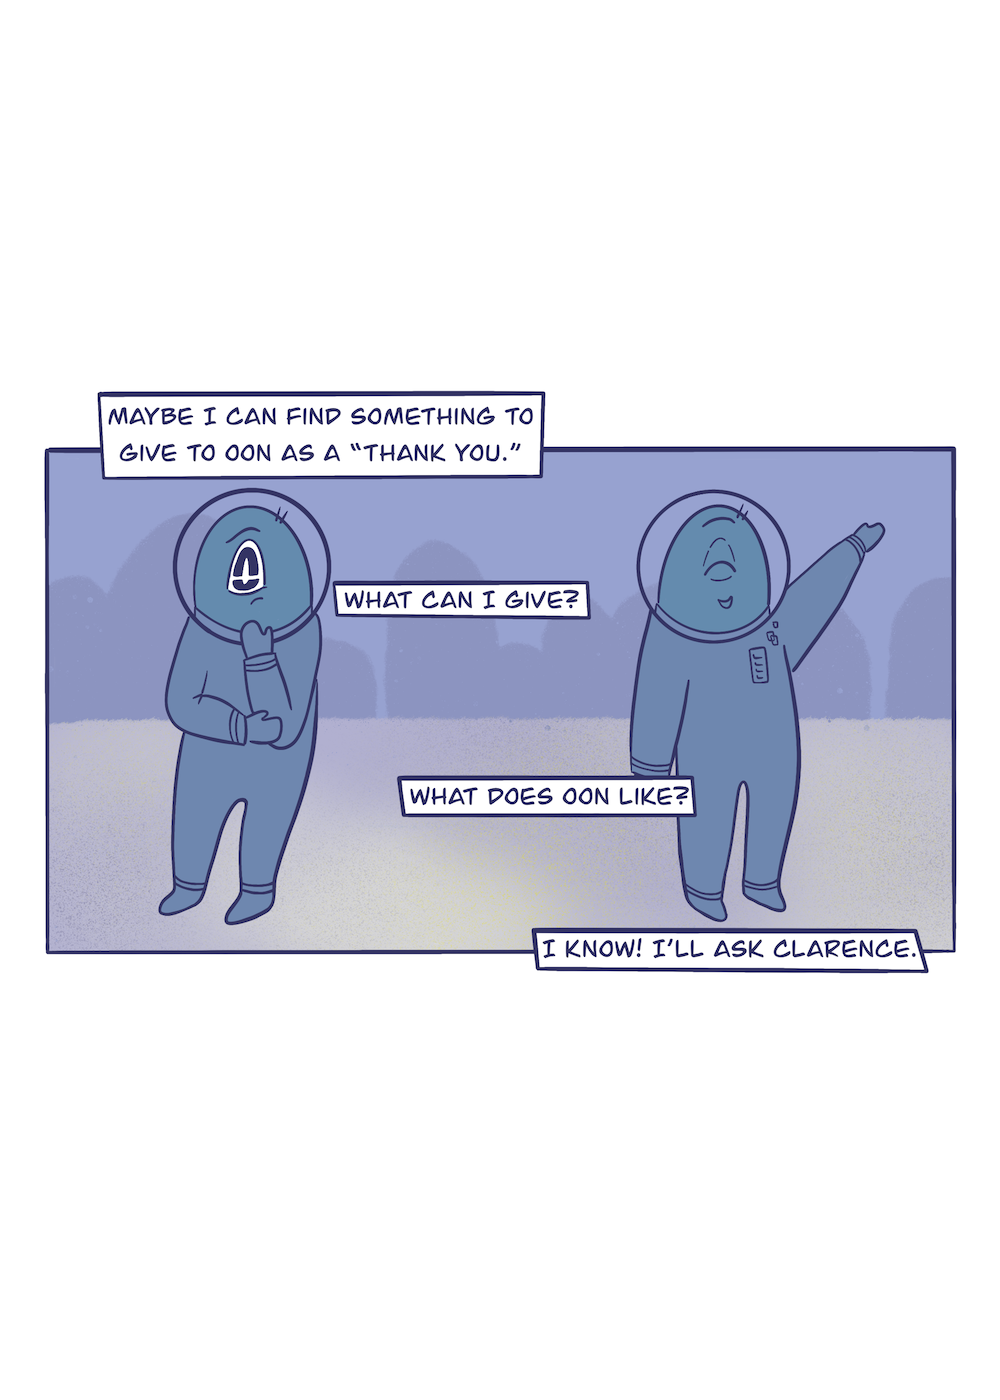 MAYBE I CAN FIND SOMETHING TO
GIVE TO OON AS A “THANK YOU.”
WHAT CAN I GIVE?
WHAT DOES OON LIKE?
I KNOW! I'LL ASK CLARENCE.